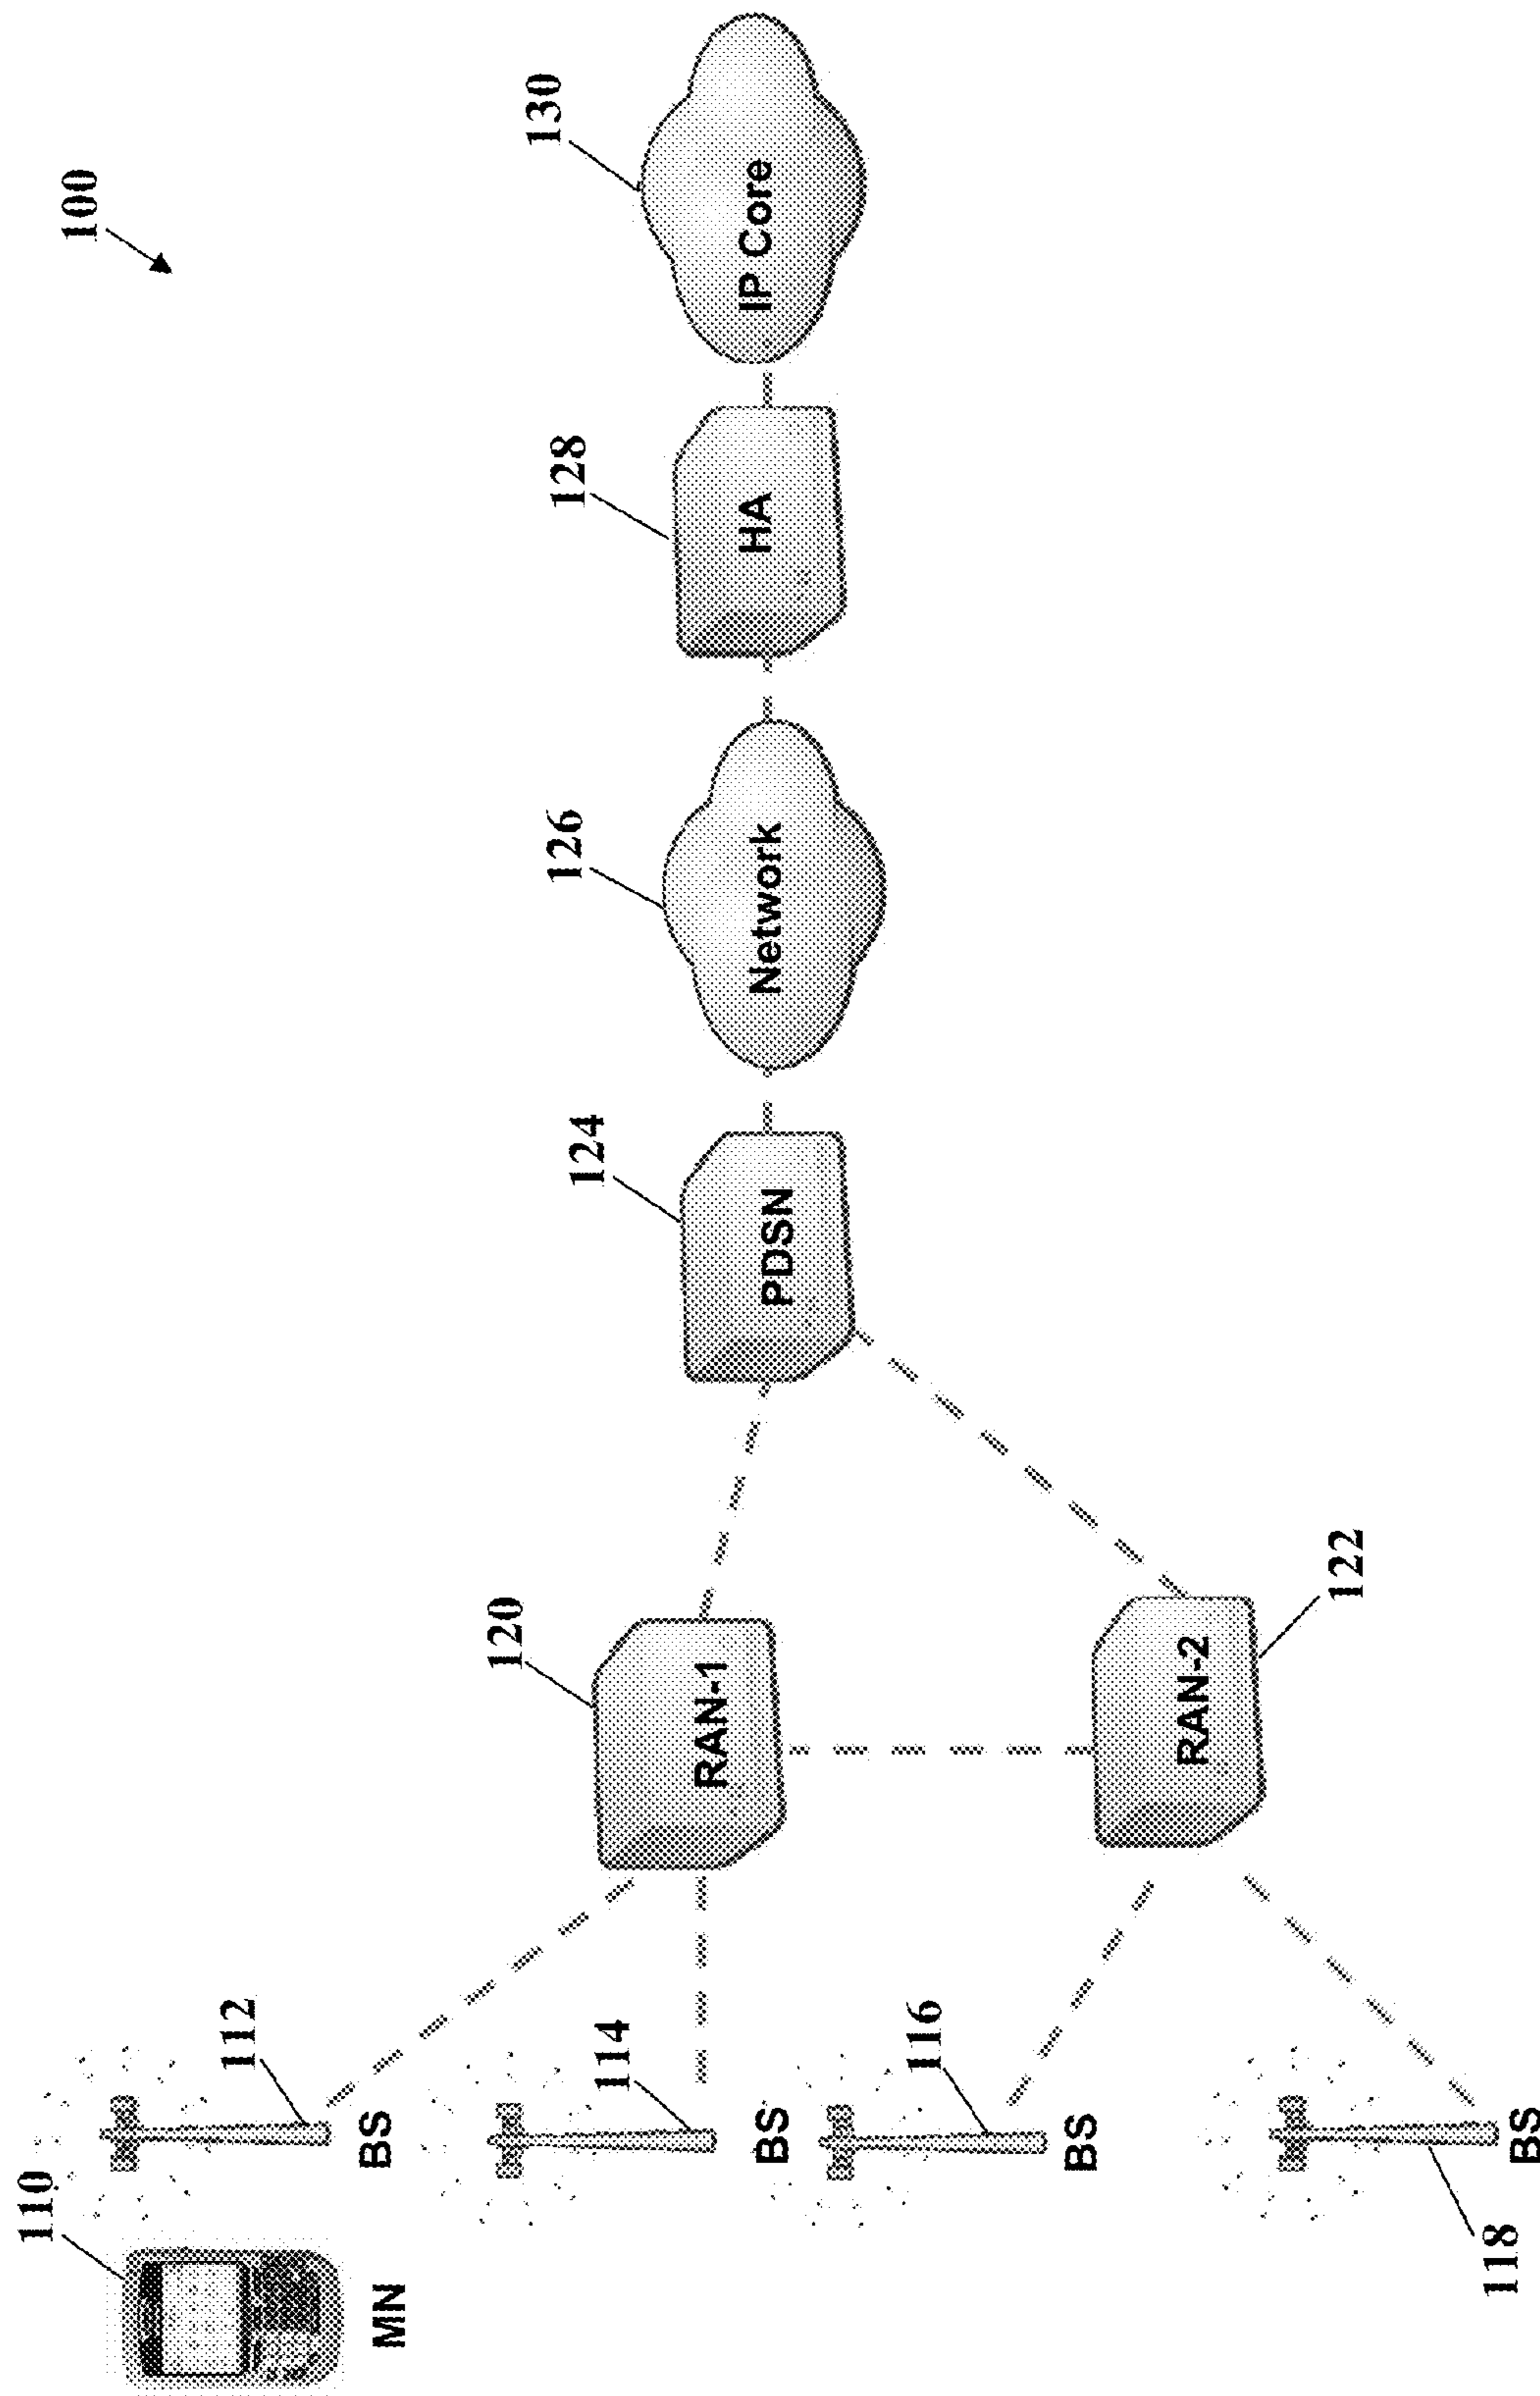 100
110
MN
112
BS
114
BS
116
BS
118
BS
120
RAN-1
122
RAN-2
124
PDSN
126
Network
128
HA
130
IP Core